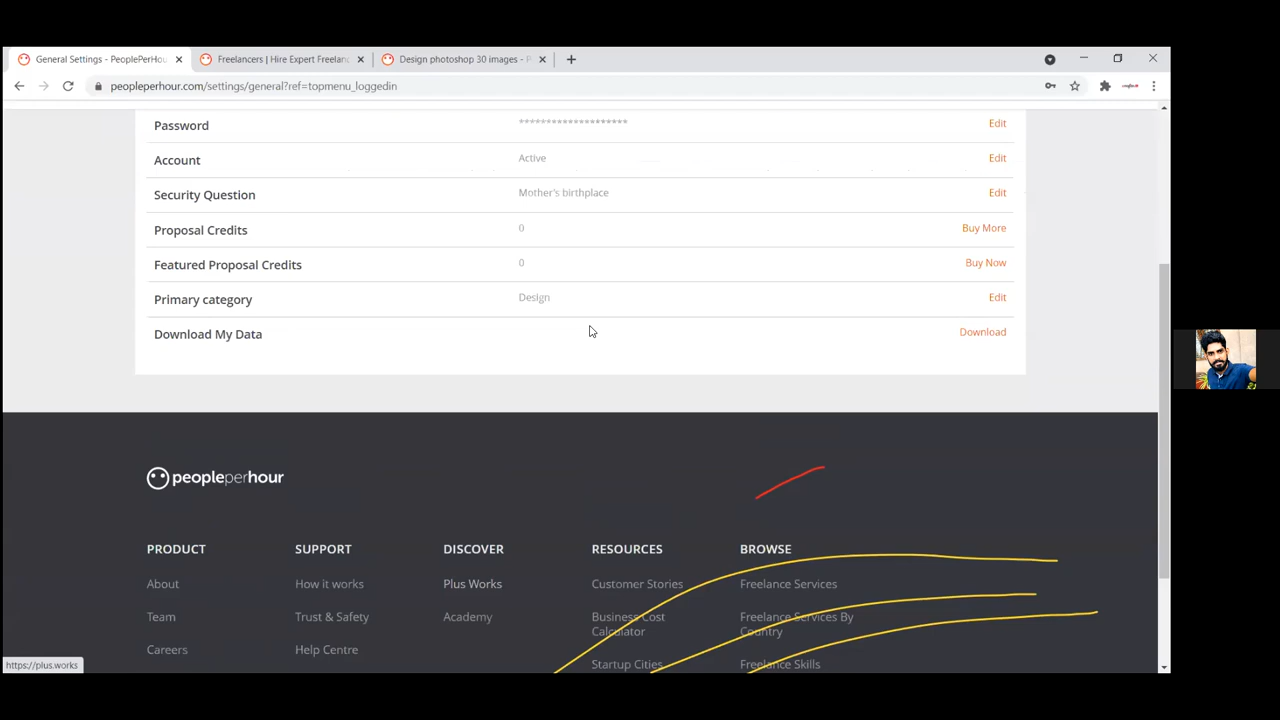 General Settings - PeoplePerHou
Freelancers | Hire Expert Freelanc
Design photoshop 30 images - P
peopleperhour.com/settings/general?ref=topmenu_loggedin
Password ******************** Edit
Account Active Edit
Security Question Mother's birthplace Edit
Proposal Credits 0 Buy More
Featured Proposal Credits 0 Buy Now
Primary category Design Edit
Download My Data Download
peopleperhour
PRODUCT SUPPORT DISCOVER RESOURCES BROWSE
About How it works Plus Works Customer Stories Freelance Services
Team Trust & Safety Academy Business Cost Freelance Services By
Calculator Country
Careers Help Centre Startup Cities Freelance Skills
https://plus.works